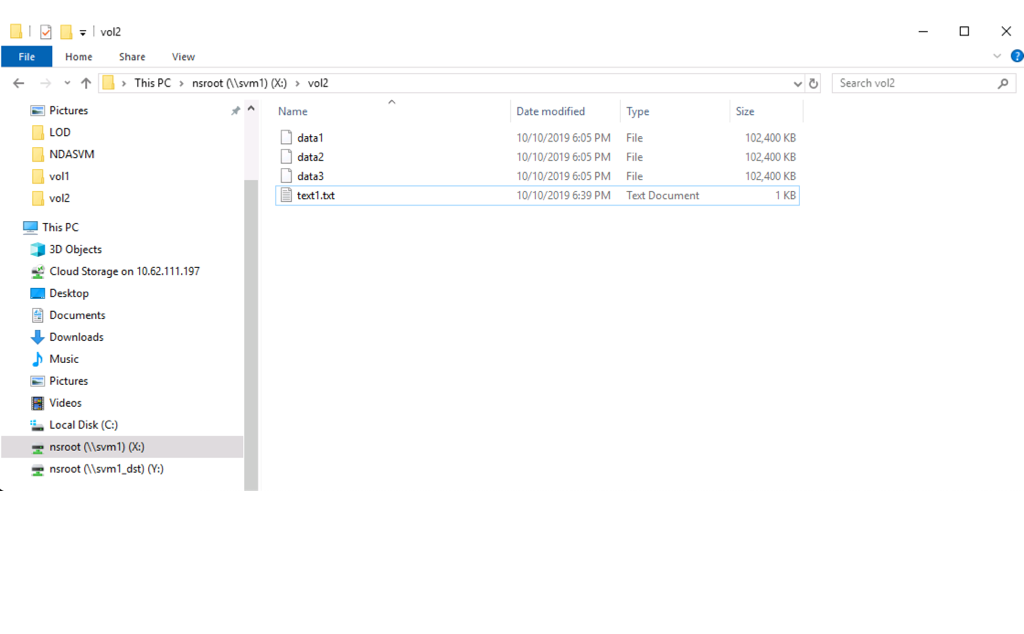 vol2
File Home Share View
This PC > nsroot (\\svm1) (X:) > vol2
Search vol2
Pictures
LOD
NDASVM
vol1
vol2
This PC
3D Objects
Cloud Storage on 10.62.111.197
Desktop
Documents
Downloads
Music
Pictures
Videos
Local Disk (C:)
nsroot (\\svm1) (X:)
nsroot (\\svm1_dst) (Y:)
Name Date modified Type Size
data1 10/10/2019 6:05 PM File 102,400 KB
data2 10/10/2019 6:05 PM File 102,400 KB
data3 10/10/2019 6:05 PM File 102,400 KB
text1.txt 10/10/2019 6:39 PM Text Document 1 KB